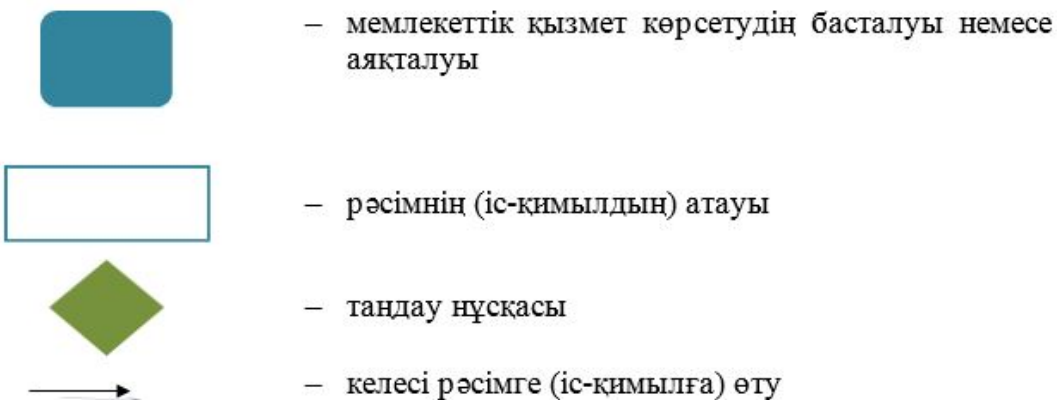 – мемлекеттік қызмет көрсетудің басталуы немесе
аяқталуы
– рәсімнің (іс-қимылдың) атауы
– таңдау нұсқасы
– келесі рәсімге (іс-қимылға) өту